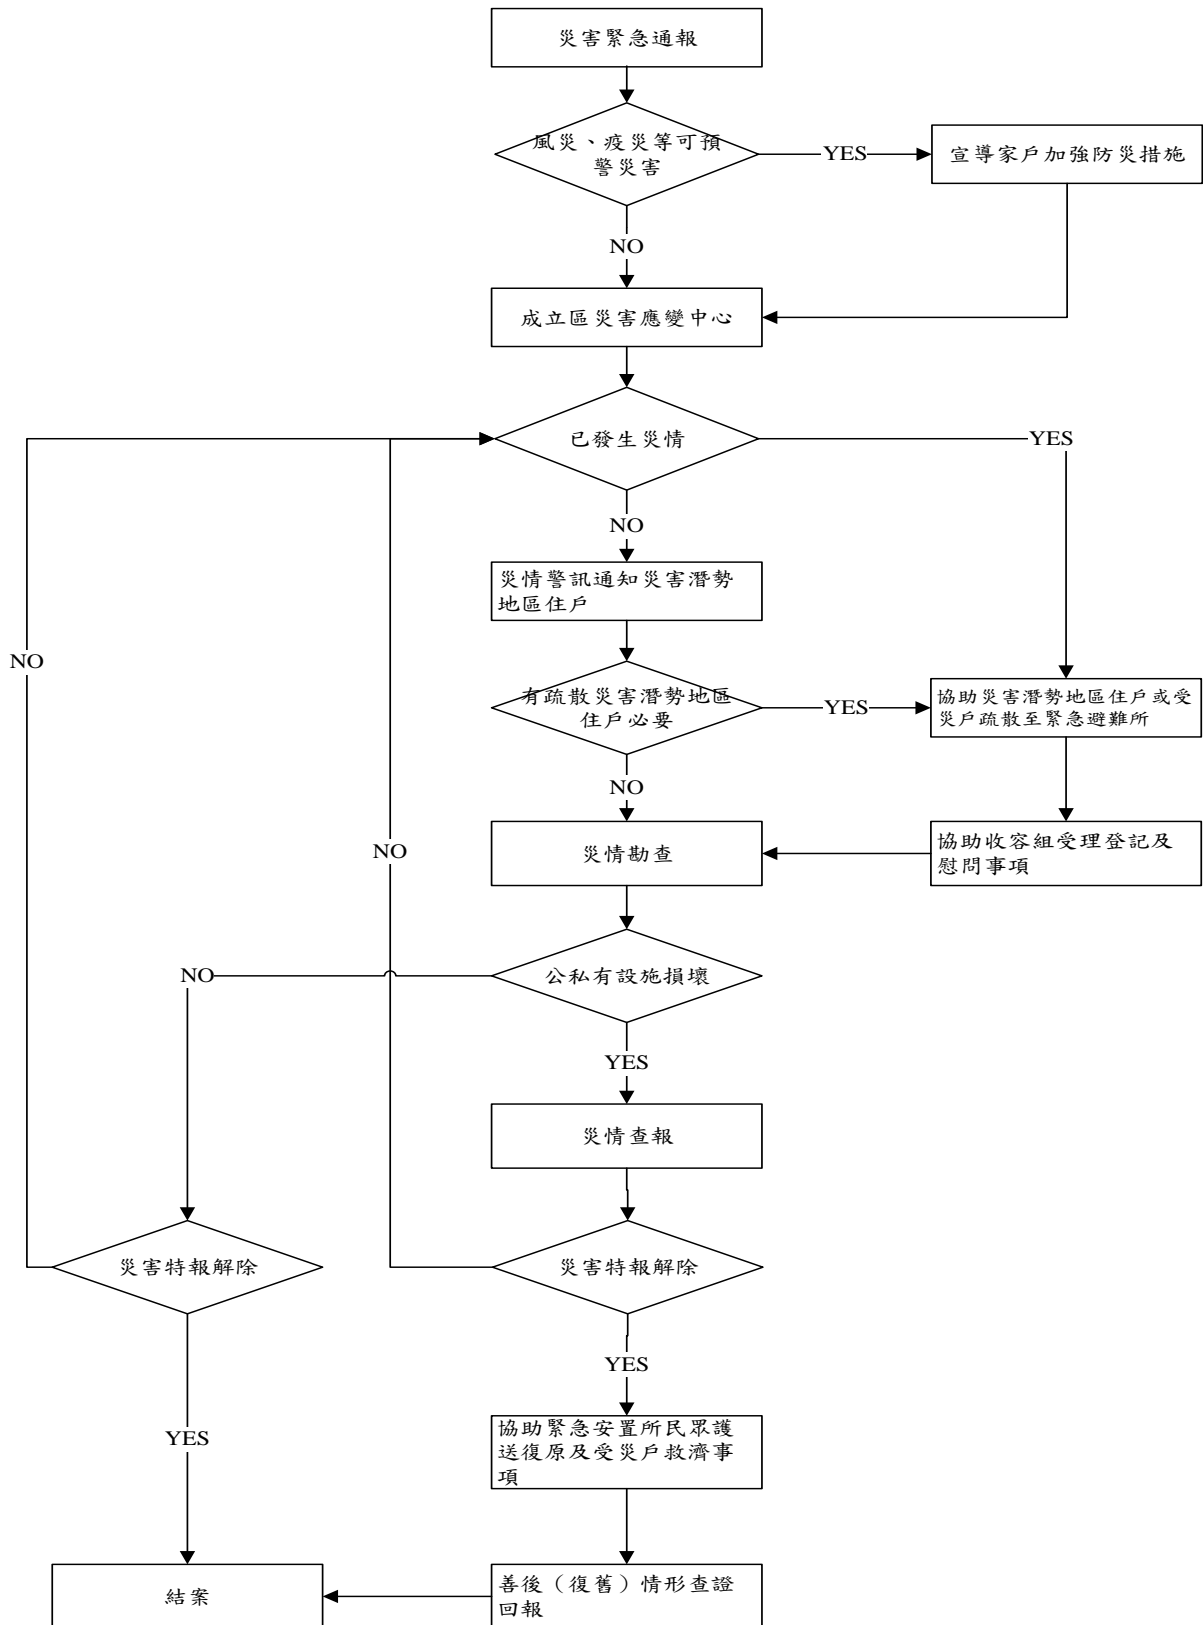 災害緊急通報
風災、疫災等可預
警災害
YES
宣導家戶加強防災措施
NO
成立區災害應變中心
已發生災情
YES
NO
災情警訊通知災害潛勢
地區住戶
NO
有疏散災害潛勢地區
住戶必要
YES
協助災害潛勢地區住戶或受
災戶疏散至緊急避難所
NO
災情勘查
協助收容組受理登記及
慰問事項
NO
公私有設施損壞
NO
YES
災情查報
災害特報解除
災害特報解除
YES
YES
協助緊急安置所民眾護
送復原及受災戶救濟事
項
結案
善後（復舊）情形查證
回報